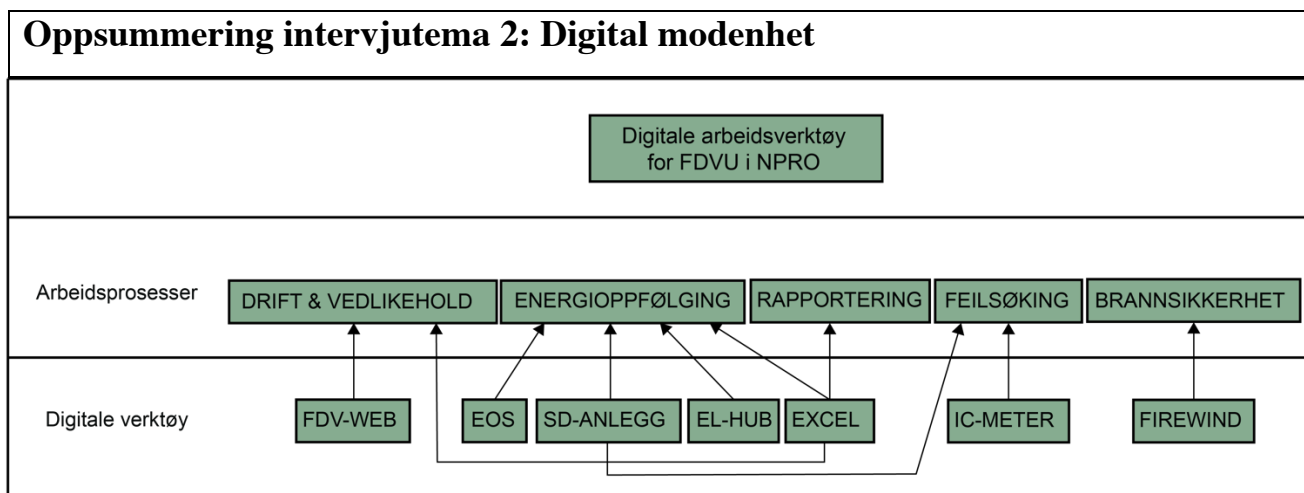 Oppsummering intervjutema 2: Digital modenhet
Digitale arbeidsverktøy
for FDVU i NPRO
Arbeidsprosesser
DRIFT & VEDLIKEHOLD
ENERGIOPPFØLGING
RAPPORTERING
FEILSØKING
BRANNSIKKERHET
Digitale verktøy
FDV-WEB
EOS
SD-ANLEGG
EL-HUB
EXCEL
IC-METER
FIREWIND